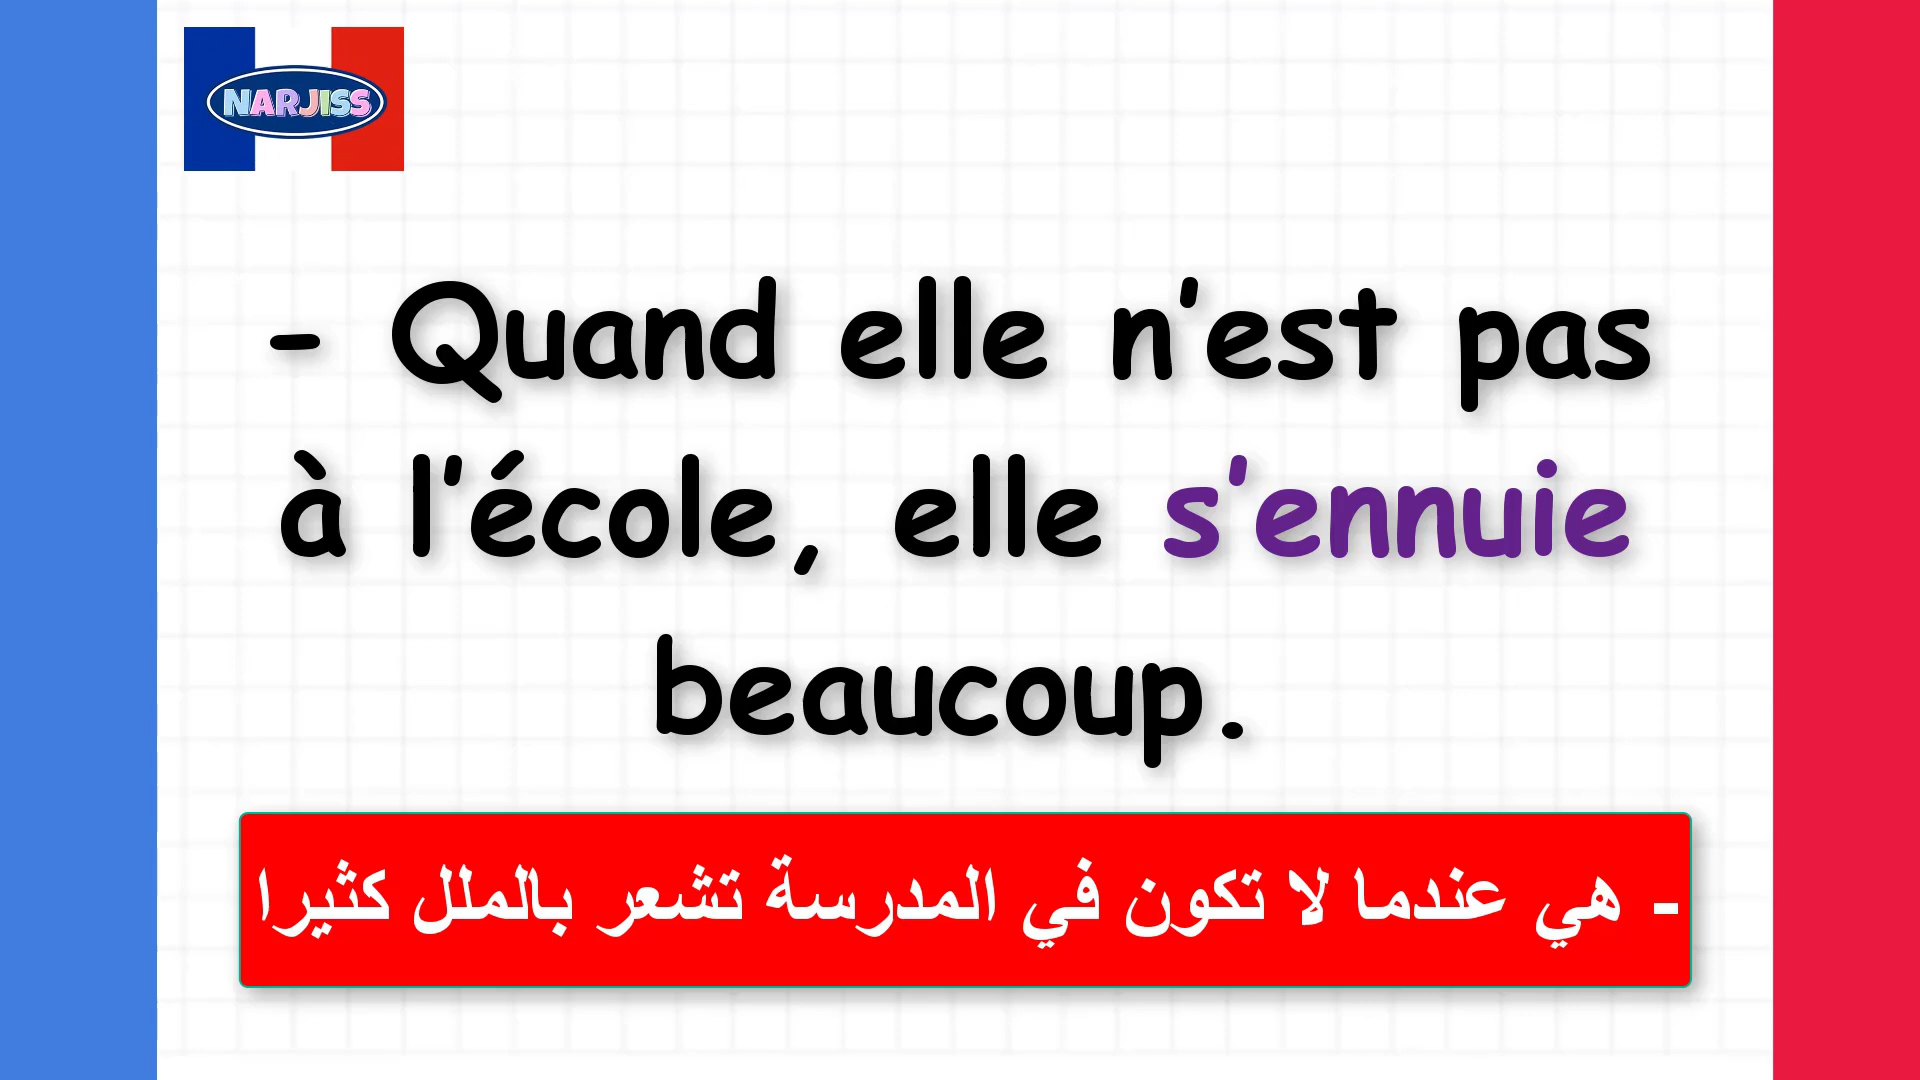 NARJISS
- Quand elle n’est pas
à l’école, elle s’ennuie
beaucoup.
- هي عندما لا تكون في المدرسة تشعر بالملل كثيرا